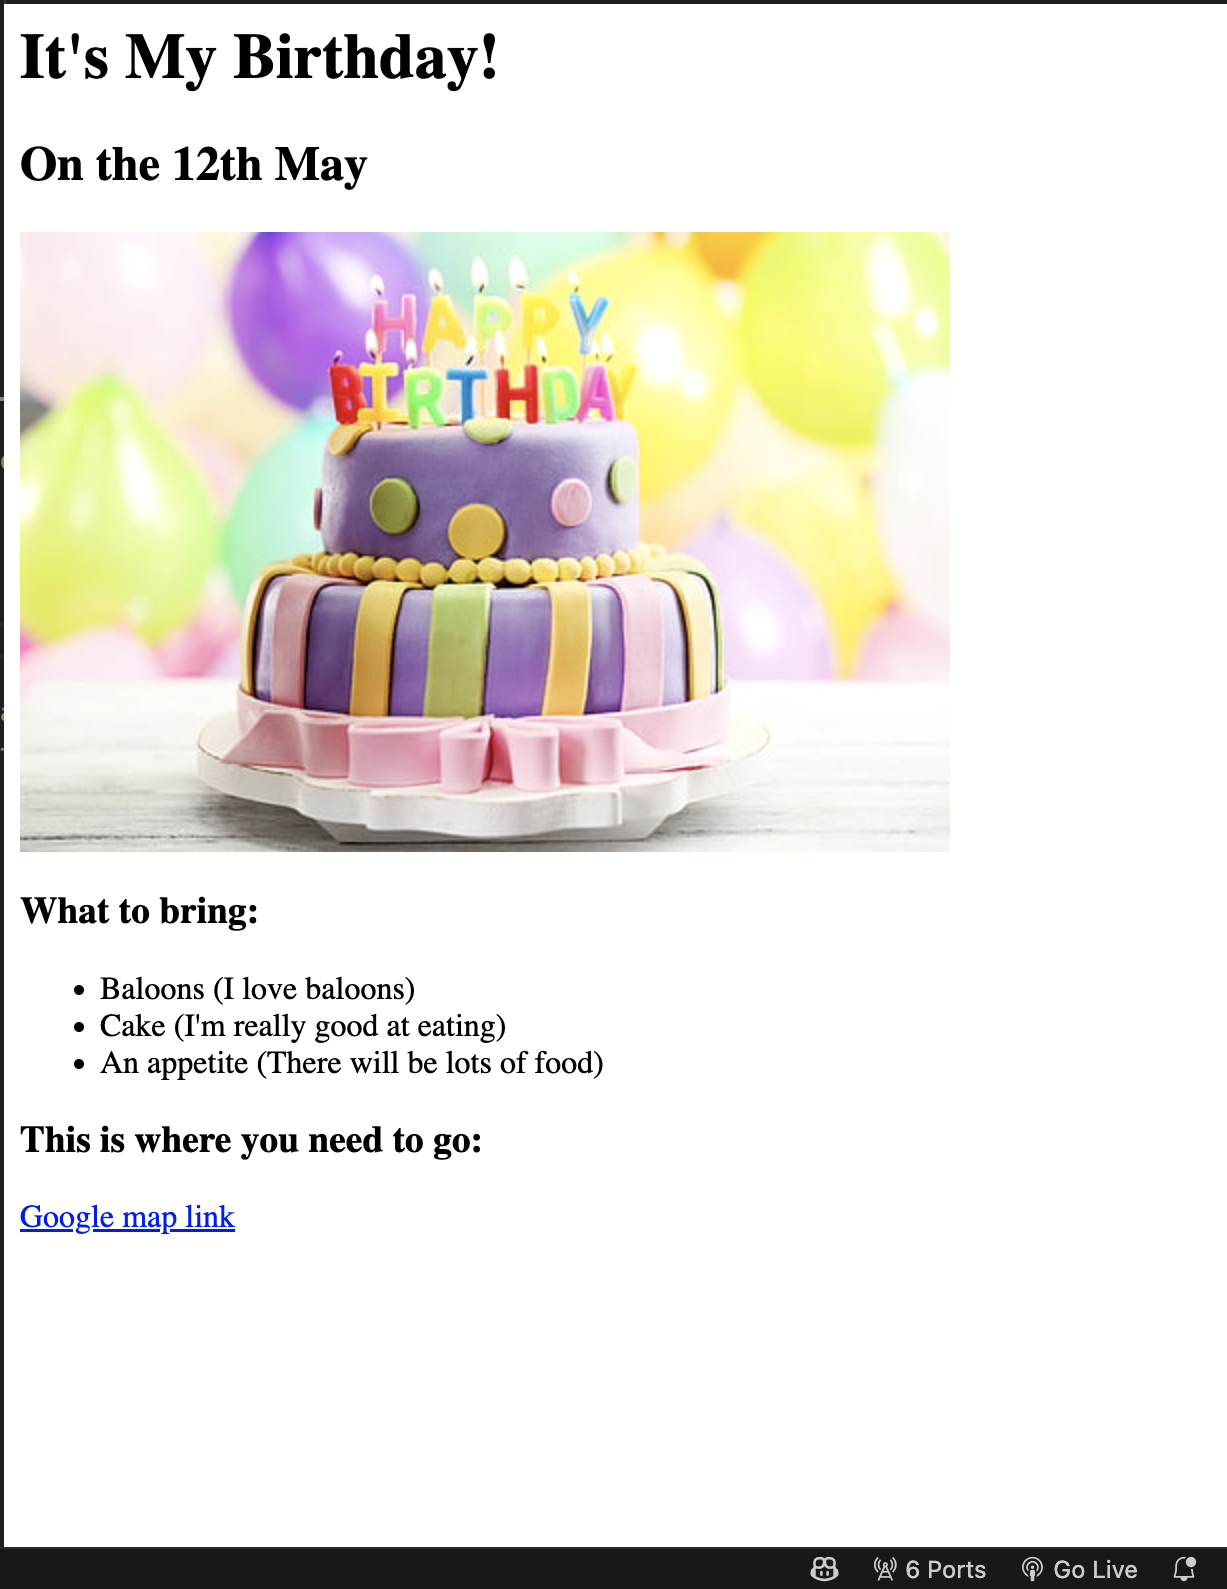 It's My Birthday!
On the 12th May
HAPPY
BIRTHDAY
What to bring:
Baloons (I love baloons)
Cake (I'm really good at eating)
An appetite (There will be lots of food)
This is where you need to go:
Google map link
6 Ports Go Live